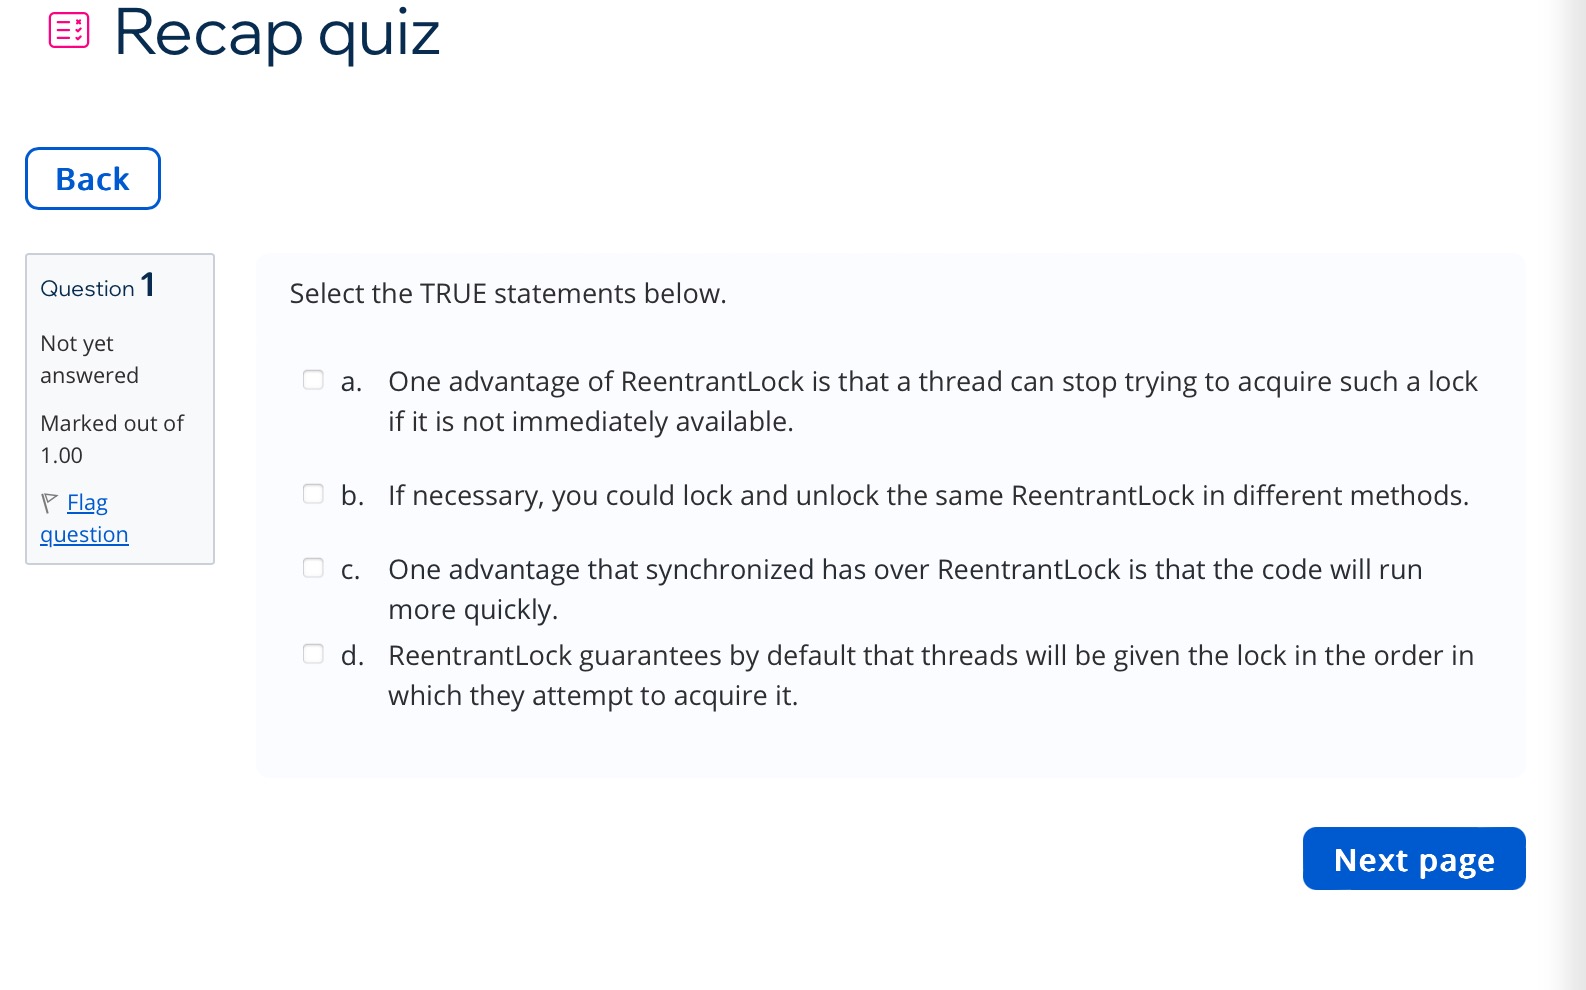 Recap quiz
Back
Question 1
Not yet
answered
Marked out of
1.00
Flag
question
Select the TRUE statements below.
a. One advantage of ReentrantLock is that a thread can stop trying to acquire such a lock
if it is not immediately available.
b. If necessary, you could lock and unlock the same ReentrantLock in different methods.
c. One advantage that synchronized has over ReentrantLock is that the code will run
more quickly.
d. ReentrantLock guarantees by default that threads will be given the lock in the order in
which they attempt to acquire it.
Next page